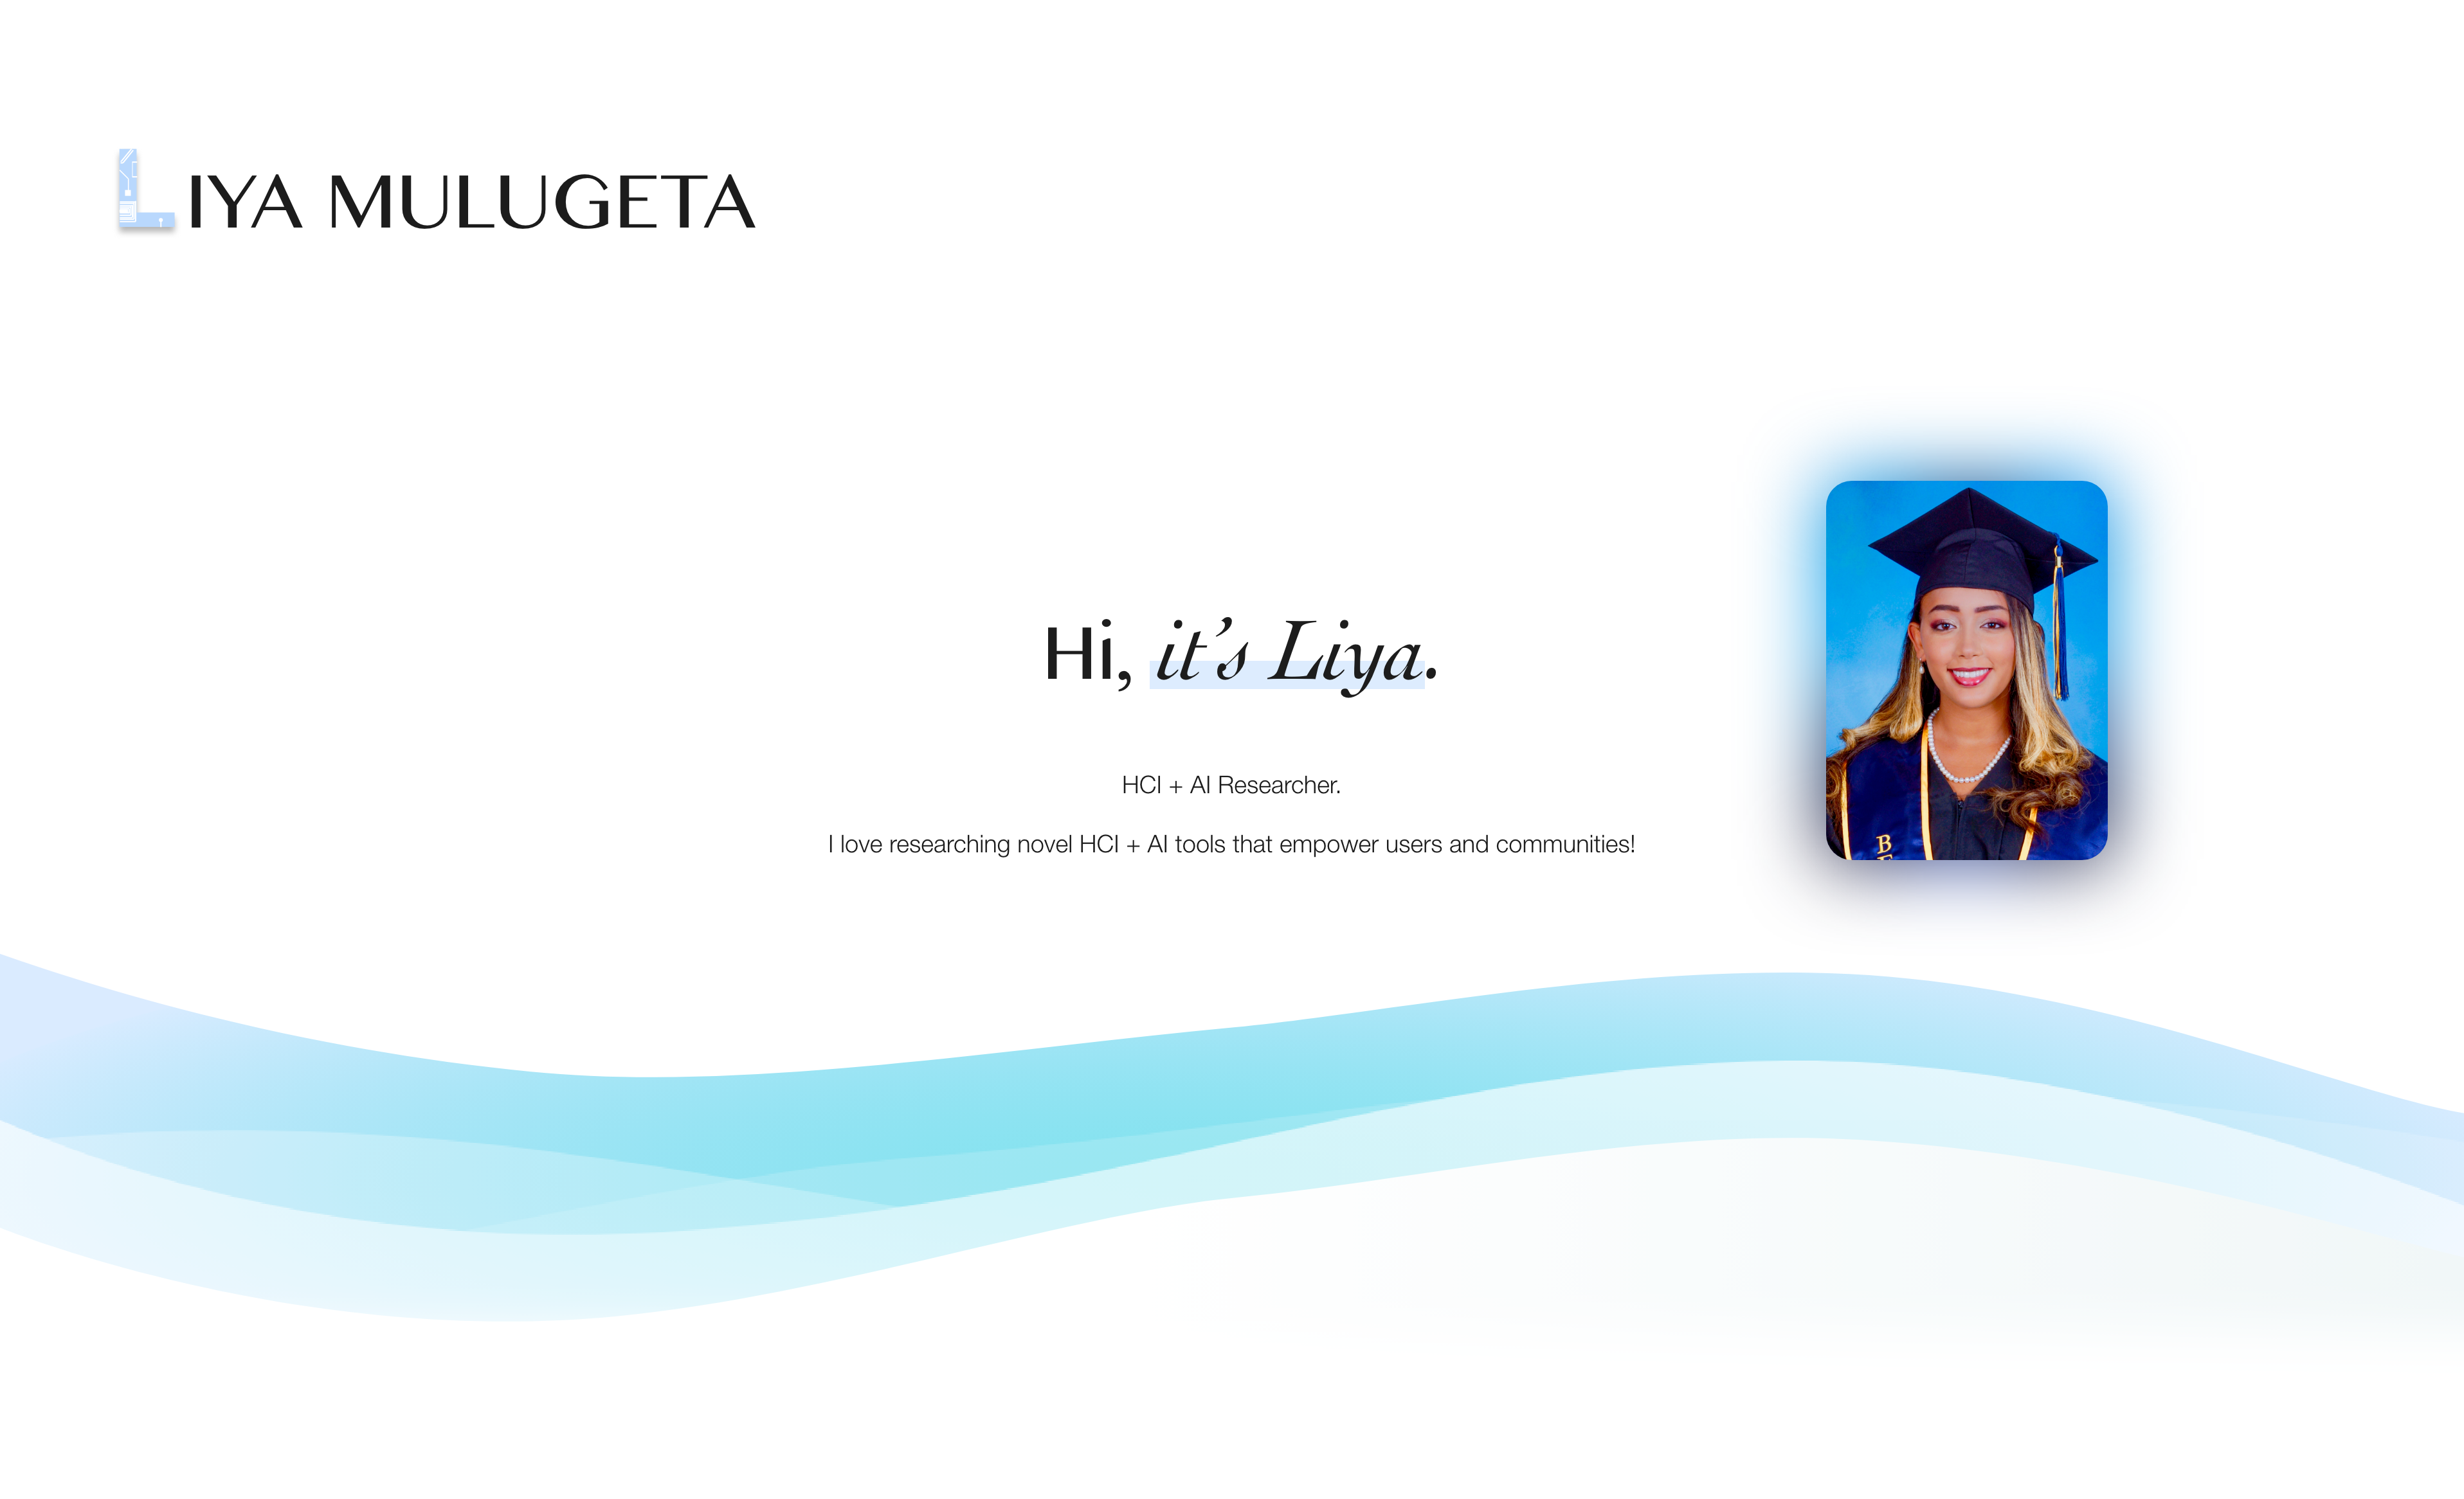 LIYA MULUGETA
Hi, it’s Liya.
HCI + AI Researcher.
I love researching novel HCI + AI tools that empower users and communities!
B